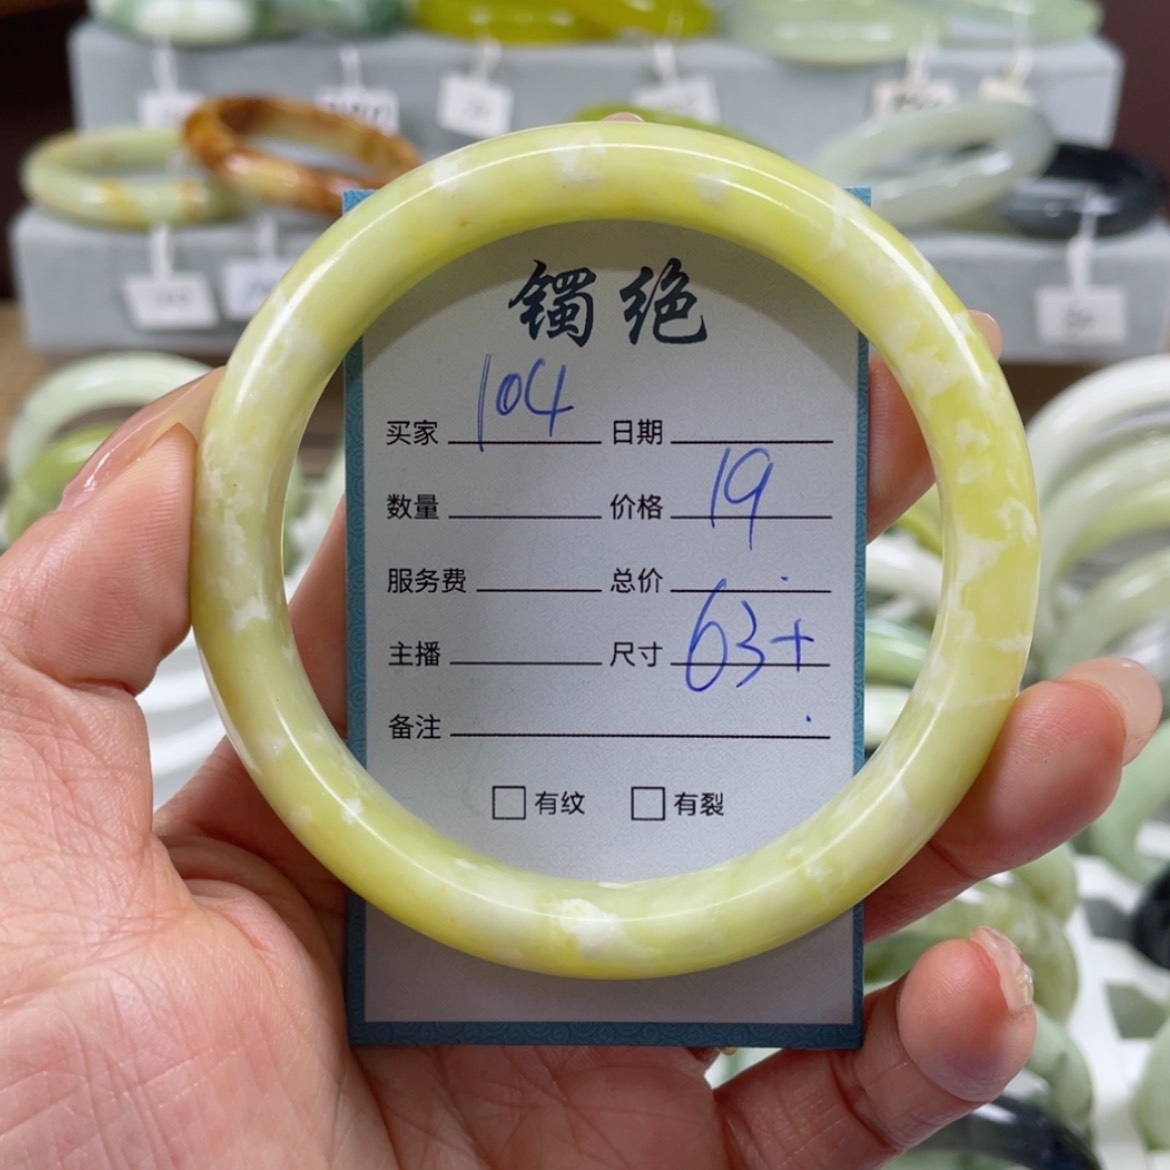 镯绝
买家 104 日期
数量 价格 19
服务费 总价
主播 尺寸 63+
备注
□ 有纹 □ 有裂